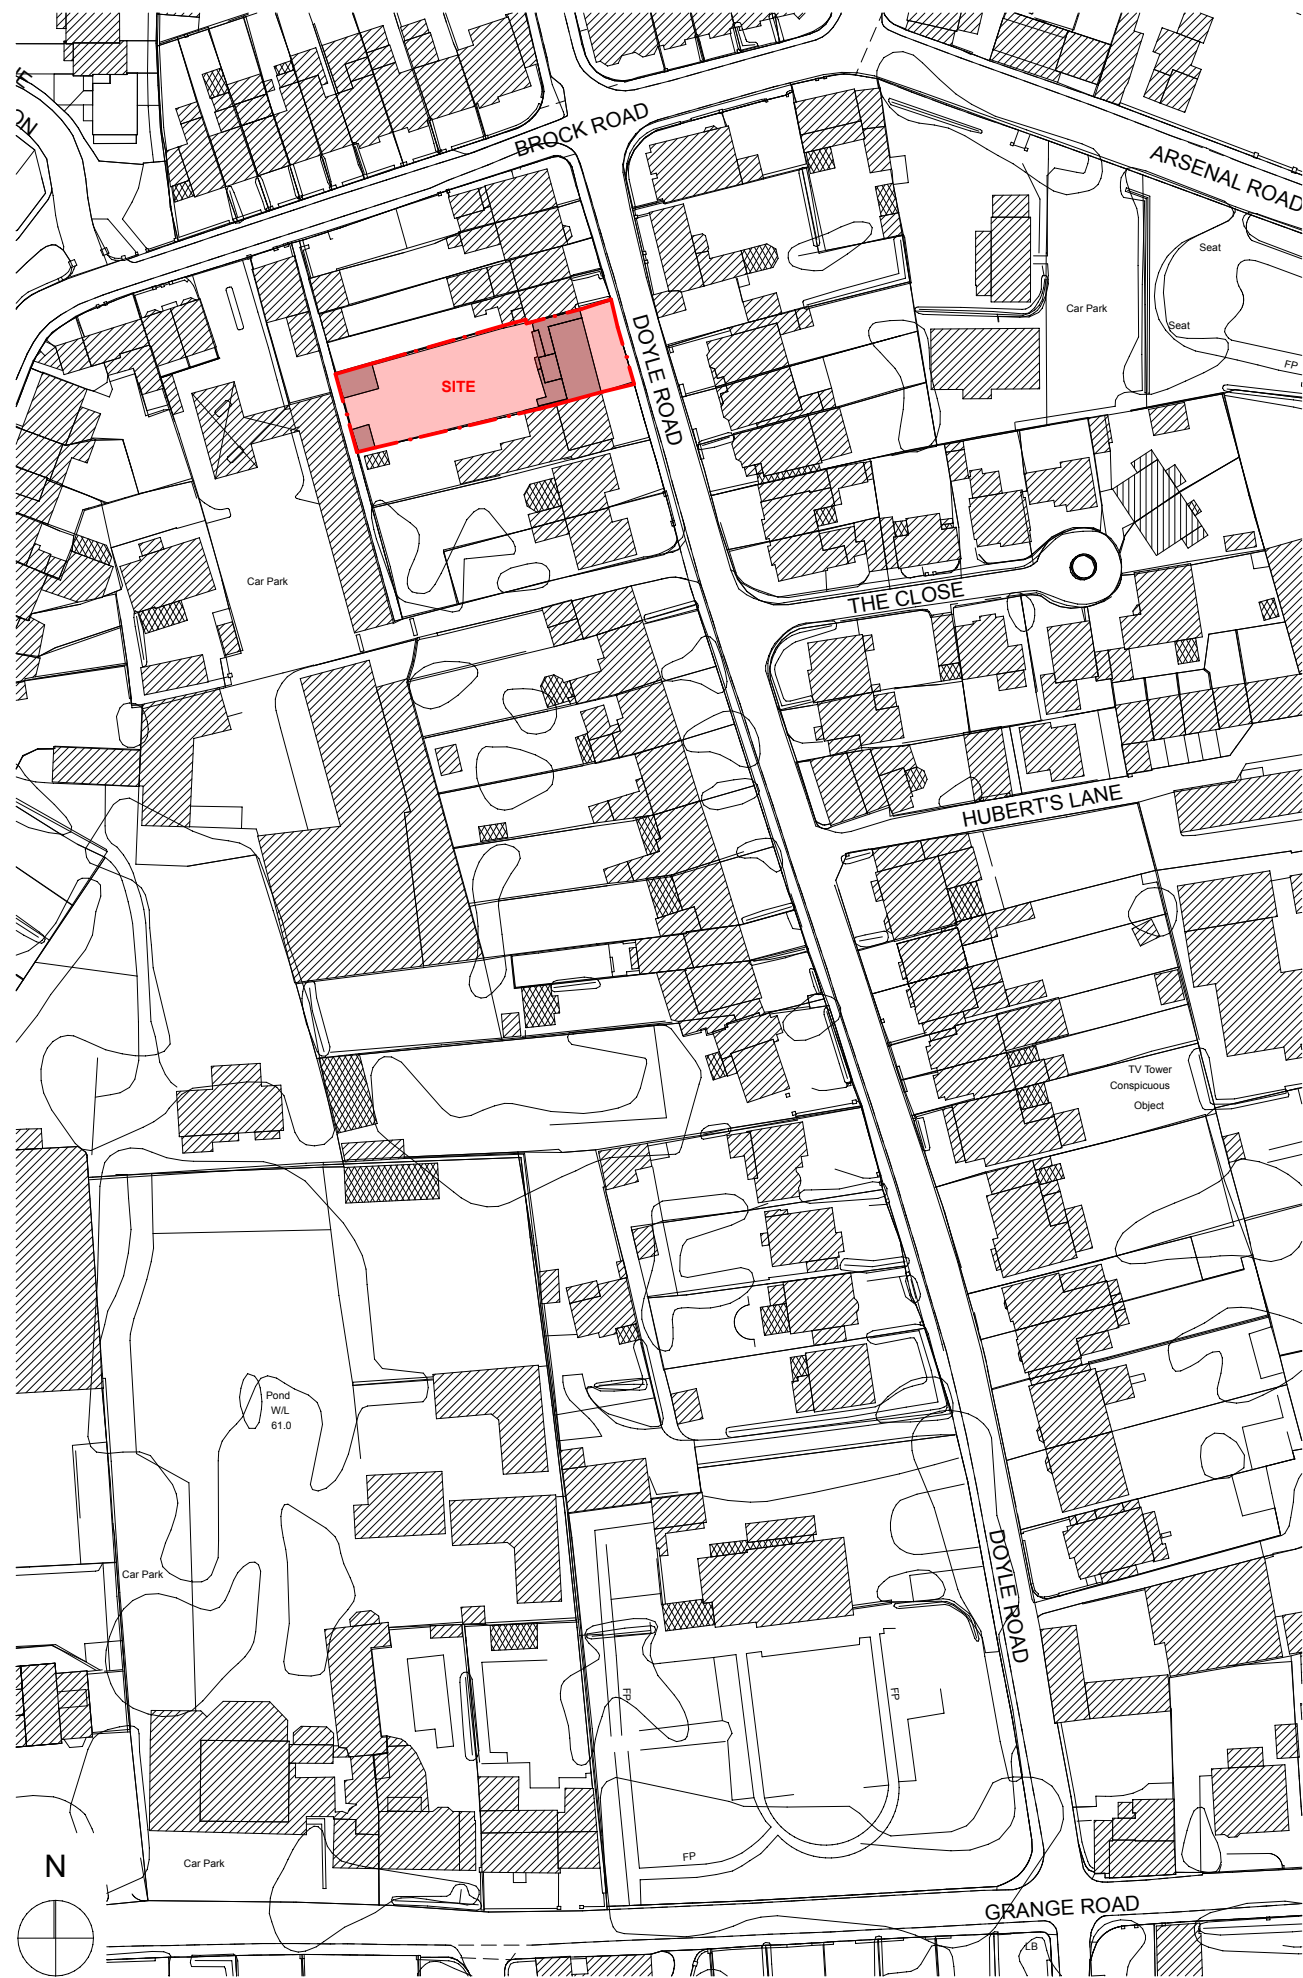 ON
BROCK ROAD
ARSENAL ROAD
Seat
Car Park
Seat
FP
DOYLE ROAD
SITE
Car Park
THE CLOSE
HUBERT'S LANE
TV Tower
Conspicuous
Object
Pond
W/L
61.0
Car Park
DOYLE ROAD
FP
FP
FP
Car Park
N
GRANGE ROAD
LB